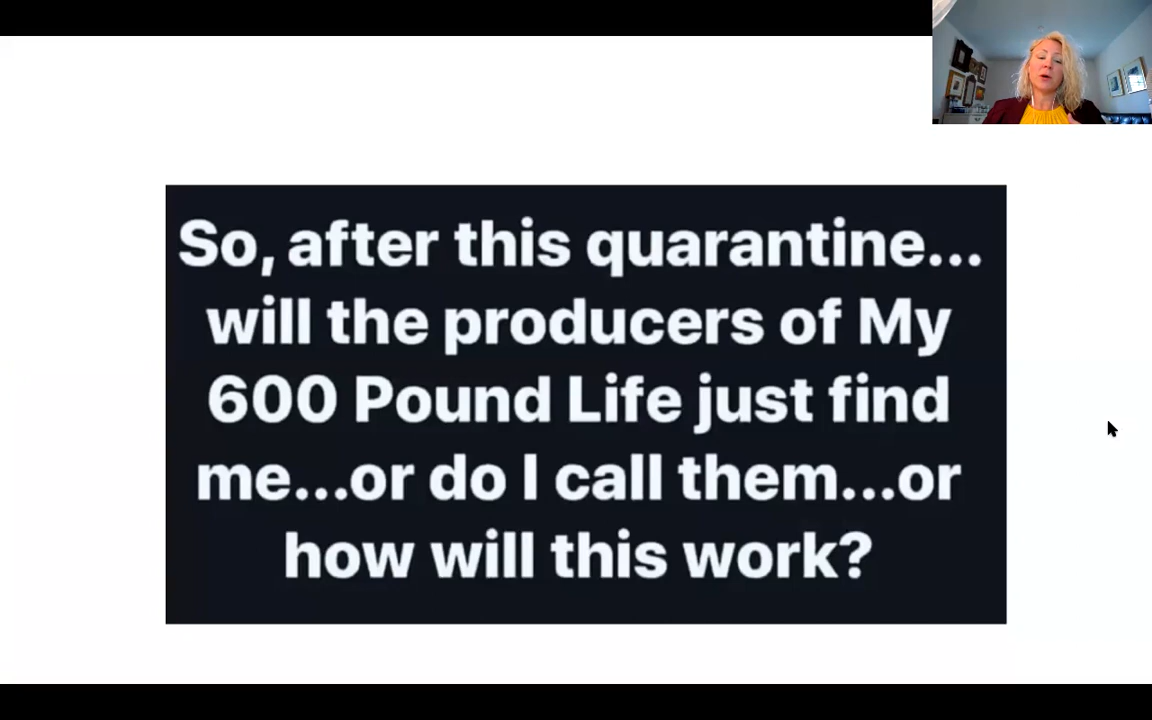 So, after this quarantine...
will the producers of My
600 Pound Life just find
me...or do I call them...or
how will this work?